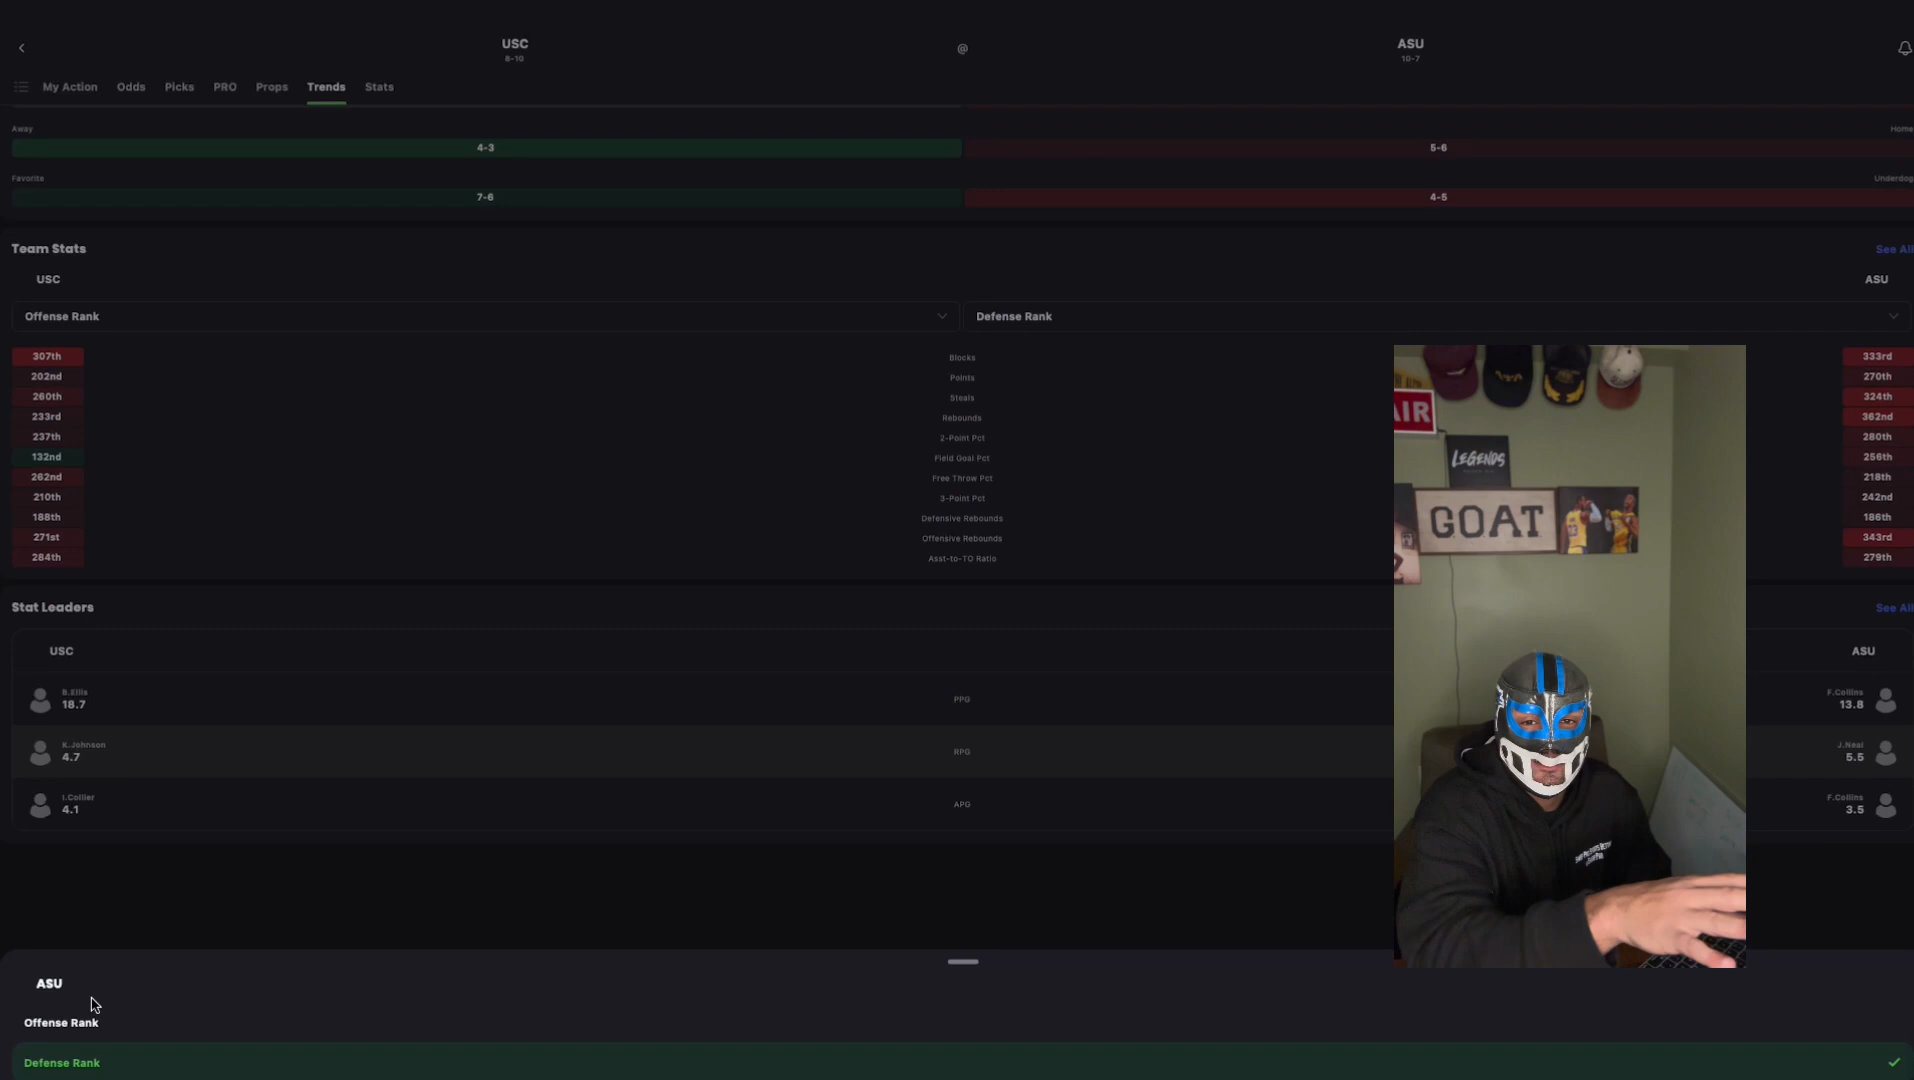 USC
8-10
@
ASU
10-7
My Action
Odds
Picks
PRO
Props
Trends
Stats
Away
Home
4-3
5-6
Favorite
Underdog
7-6
4-5
Team Stats
See All
USC
ASU
Offense Rank
Defense Rank
307th Blocks 333rd
202nd Points 270th
260th Steals 324th
233rd Rebounds 362nd
237th 2-Point Pct 280th
132nd Field Goal Pct 256th
262nd Free Throw Pct 218th
210th 3-Point Pct 242nd
188th Defensive Rebounds 186th
271st Offensive Rebounds 343rd
284th Asst-to-TO Ratio 279th
Stat Leaders
See All
USC
ASU
B.Ellis
18.7
PPG
F.Collins
13.8
K.Johnson
4.7
RPG
J.Neal
5.5
I.Collier
4.1
APG
F.Collins
3.5
AIR
LEGENDS
GOAT
ASU
Offense Rank
Defense Rank